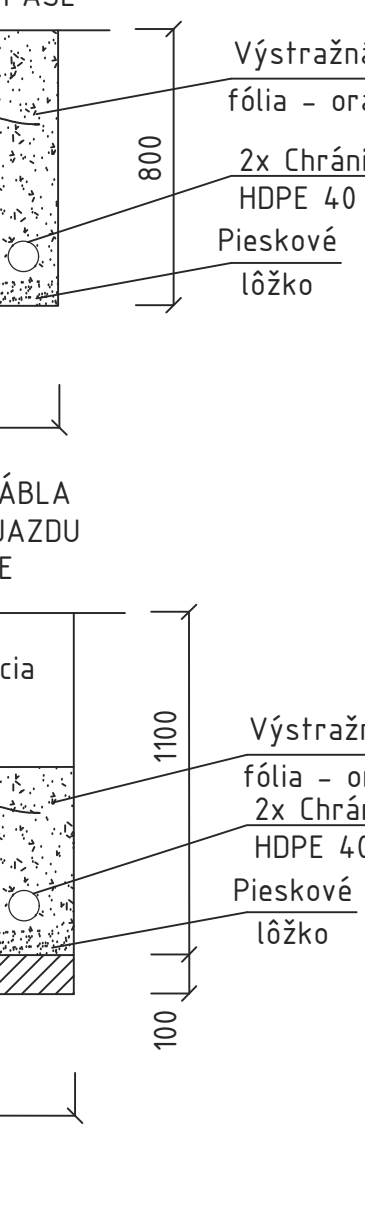 Výstražná
fólia - ora
800
2x Chráni
HDPE 40
Pieskové
lôžko
ÁBLA
JAZDU
E
cia
1100
Výstražn
fólia - or
2x Chrán
HDPE 40
Pieskové
lôžko
100